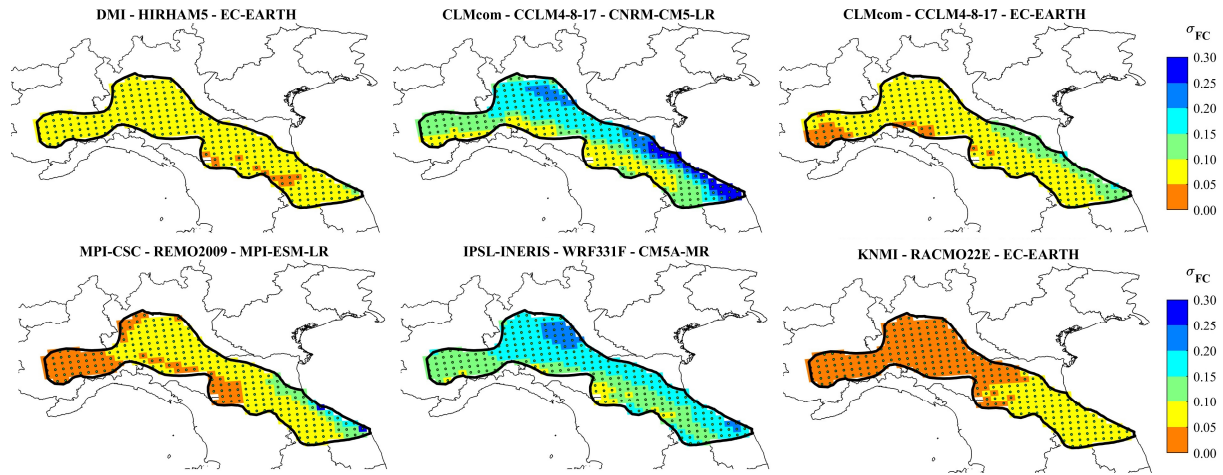 DMI - HIRHAM5 - EC-EARTH
CLMcom - CCLM4-8-17 - CNRM-CM5-LR
CLMcom - CCLM4-8-17 - EC-EARTH
σFC
0.30
0.25
0.20
0.15
0.10
0.05
0.00
MPI-CSC - REMO2009 - MPI-ESM-LR
IPSL-INERIS - WRF331F - CM5A-MR
KNMI - RACMO22E - EC-EARTH
σFC
0.30
0.25
0.20
0.15
0.10
0.05
0.00